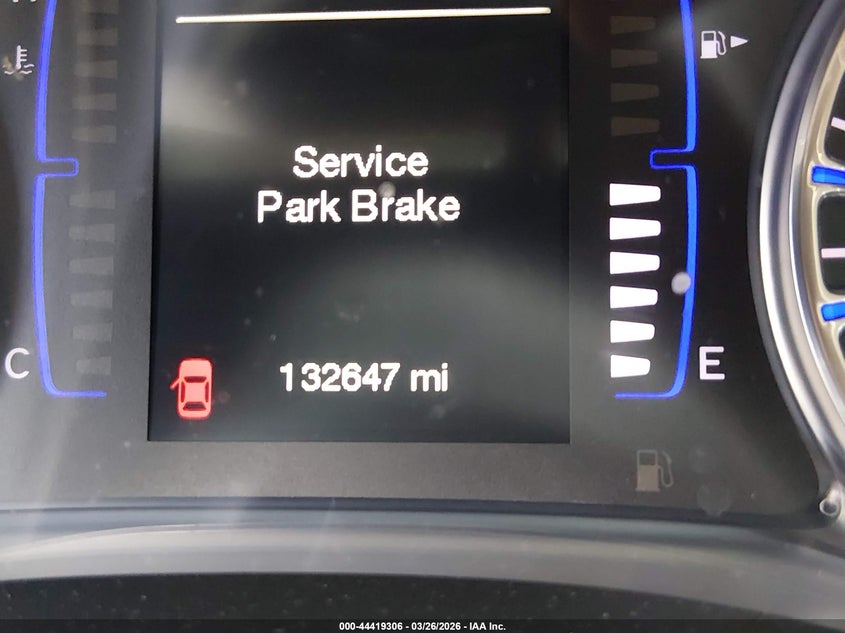 Service
Park Brake
132647 mi
C
E
000-44419306 - 03/26/2026 - IAA Inc.